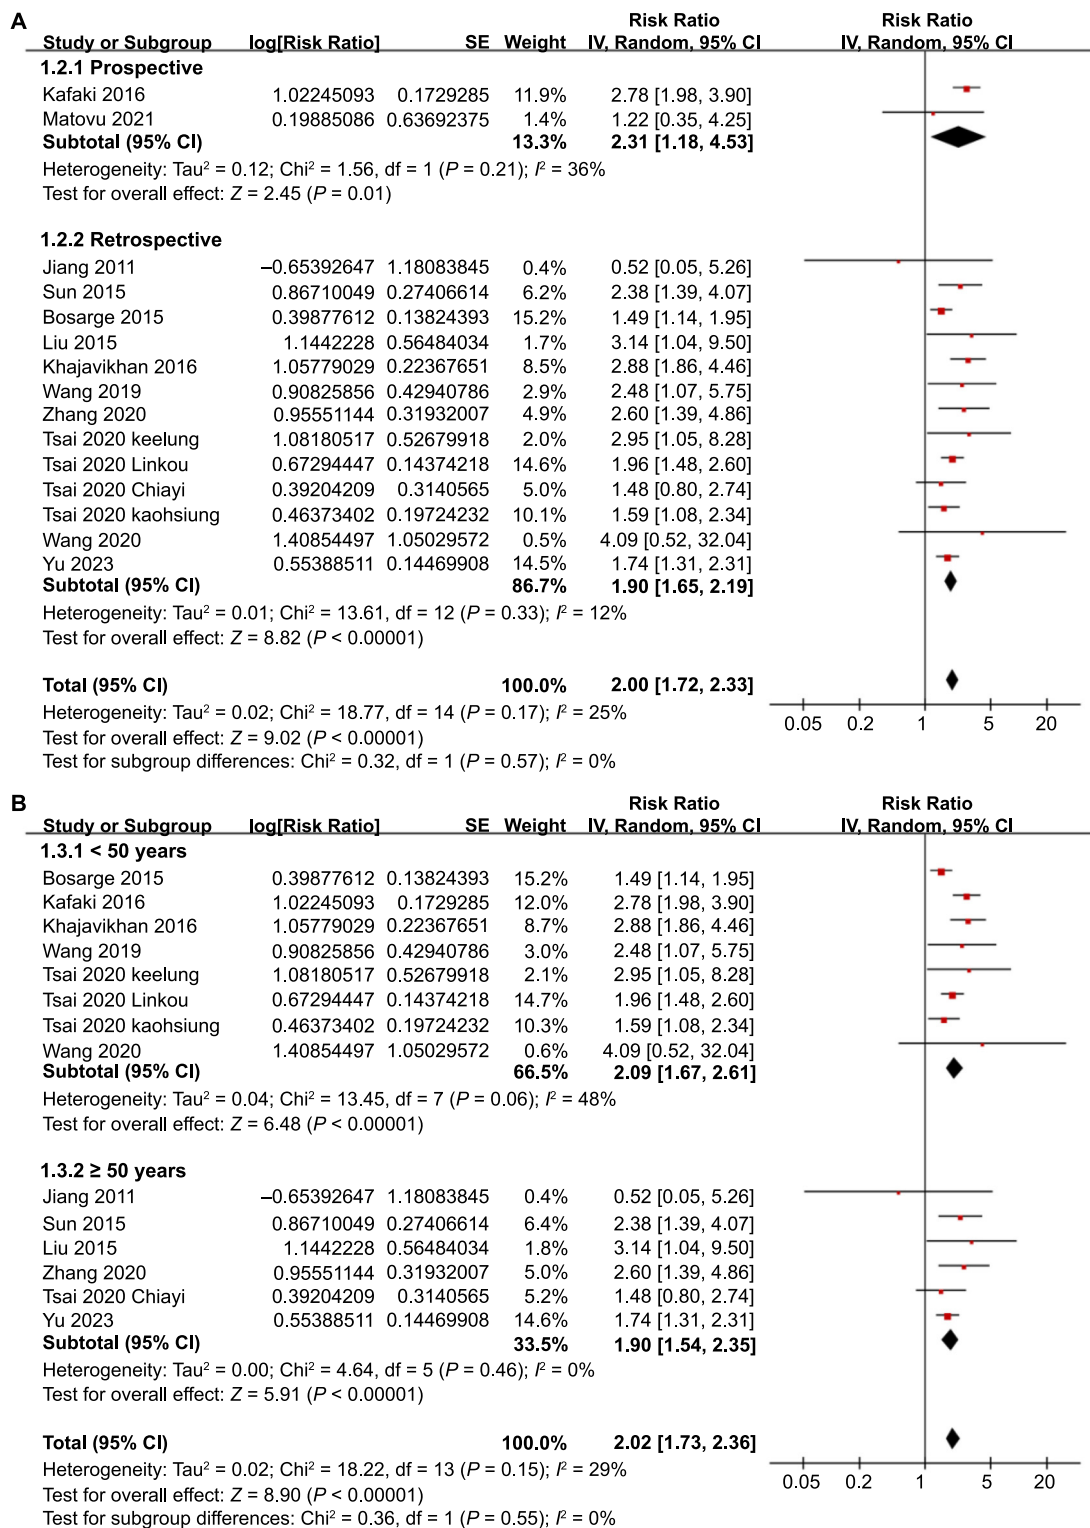 A
Risk Ratio Risk Ratio
Study or Subgroup log[Risk Ratio] SE Weight IV, Random, 95% CI IV, Random, 95% CI
1.2.1 Prospective
Kafaki 2016 1.02245093 0.1729285 11.9% 2.78 [1.98, 3.90]
Matovu 2021 0.19885086 0.63692375 1.4% 1.22 [0.35, 4.25]
Subtotal (95% CI) 13.3% 2.31 [1.18, 4.53]
Heterogeneity: Tau² = 0.12; Chi² = 1.56, df = 1 (P = 0.21); I² = 36%
Test for overall effect: Z = 2.45 (P = 0.01)
1.2.2 Retrospective
Jiang 2011 –0.65392647 1.18083845 0.4% 0.52 [0.05, 5.26]
Sun 2015 0.86710049 0.27406614 6.2% 2.38 [1.39, 4.07]
Bosarge 2015 0.39877612 0.13824393 15.2% 1.49 [1.14, 1.95]
Liu 2015 1.1442228 0.56484034 1.7% 3.14 [1.04, 9.50]
Khajavikhan 2016 1.05779029 0.22367651 8.5% 2.88 [1.86, 4.46]
Wang 2019 0.90825856 0.42940786 2.9% 2.48 [1.07, 5.75]
Zhang 2020 0.95551144 0.31932007 4.9% 2.60 [1.39, 4.86]
Tsai 2020 keelung 1.08180517 0.52679918 2.0% 2.95 [1.05, 8.28]
Tsai 2020 Linkou 0.67294447 0.14374218 14.6% 1.96 [1.48, 2.60]
Tsai 2020 Chiayi 0.39204209 0.3140565 5.0% 1.48 [0.80, 2.74]
Tsai 2020 kaohsiung 0.46373402 0.19724232 10.1% 1.59 [1.08, 2.34]
Wang 2020 1.40854497 1.05029572 0.5% 4.09 [0.52, 32.04]
Yu 2023 0.55388511 0.14469908 14.5% 1.74 [1.31, 2.31]
Subtotal (95% CI) 86.7% 1.90 [1.65, 2.19]
Heterogeneity: Tau² = 0.01; Chi² = 13.61, df = 12 (P = 0.33); I² = 12%
Test for overall effect: Z = 8.82 (P < 0.00001)
Total (95% CI) 100.0% 2.00 [1.72, 2.33]
Heterogeneity: Tau² = 0.02; Chi² = 18.77, df = 14 (P = 0.17); I² = 25%
0.05 0.2 1 5 20
Test for overall effect: Z = 9.02 (P < 0.00001)
Test for subgroup differences: Chi² = 0.32, df = 1 (P = 0.57); I² = 0%
B
Risk Ratio Risk Ratio
Study or Subgroup log[Risk Ratio] SE Weight IV, Random, 95% CI IV, Random, 95% CI
1.3.1 < 50 years
Bosarge 2015 0.39877612 0.13824393 15.2% 1.49 [1.14, 1.95]
Kafaki 2016 1.02245093 0.1729285 12.0% 2.78 [1.98, 3.90]
Khajavikhan 2016 1.05779029 0.22367651 8.7% 2.88 [1.86, 4.46]
Wang 2019 0.90825856 0.42940786 3.0% 2.48 [1.07, 5.75]
Tsai 2020 keelung 1.08180517 0.52679918 2.1% 2.95 [1.05, 8.28]
Tsai 2020 Linkou 0.67294447 0.14374218 14.7% 1.96 [1.48, 2.60]
Tsai 2020 kaohsiung 0.46373402 0.19724232 10.3% 1.59 [1.08, 2.34]
Wang 2020 1.40854497 1.05029572 0.6% 4.09 [0.52, 32.04]
Subtotal (95% CI) 66.5% 2.09 [1.67, 2.61]
Heterogeneity: Tau² = 0.04; Chi² = 13.45, df = 7 (P = 0.06); I² = 48%
Test for overall effect: Z = 6.48 (P < 0.00001)
1.3.2 ≥ 50 years
Jiang 2011 –0.65392647 1.18083845 0.4% 0.52 [0.05, 5.26]
Sun 2015 0.86710049 0.27406614 6.4% 2.38 [1.39, 4.07]
Liu 2015 1.1442228 0.56484034 1.8% 3.14 [1.04, 9.50]
Zhang 2020 0.95551144 0.31932007 5.0% 2.60 [1.39, 4.86]
Tsai 2020 Chiayi 0.39204209 0.3140565 5.2% 1.48 [0.80, 2.74]
Yu 2023 0.55388511 0.14469908 14.6% 1.74 [1.31, 2.31]
Subtotal (95% CI) 33.5% 1.90 [1.54, 2.35]
Heterogeneity: Tau² = 0.00; Chi² = 4.64, df = 5 (P = 0.46); I² = 0%
Test for overall effect: Z = 5.91 (P < 0.00001)
Total (95% CI) 100.0% 2.02 [1.73, 2.36]
Heterogeneity: Tau² = 0.02; Chi² = 18.22, df = 13 (P = 0.15); I² = 29%
0.05 0.2 1 5 20
Test for overall effect: Z = 8.90 (P < 0.00001)
Test for subgroup differences: Chi² = 0.36, df = 1 (P = 0.55); I² = 0%